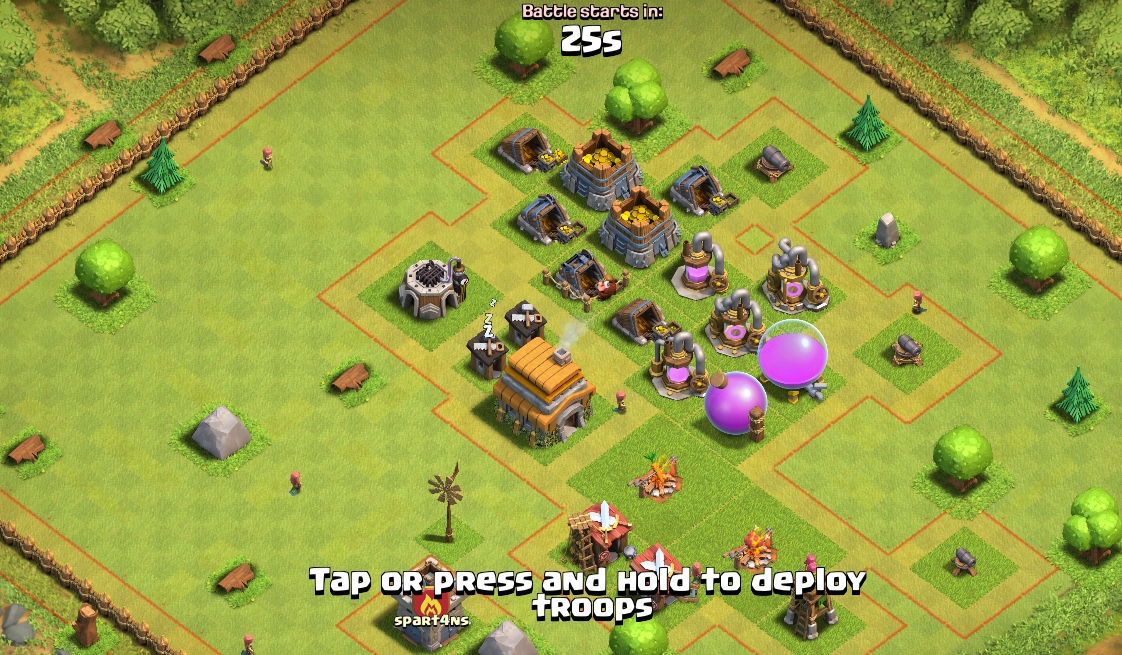 Battle starts in:
25s
z
Z
Z
Tap or press and hold to deploy
troops
spart4ns